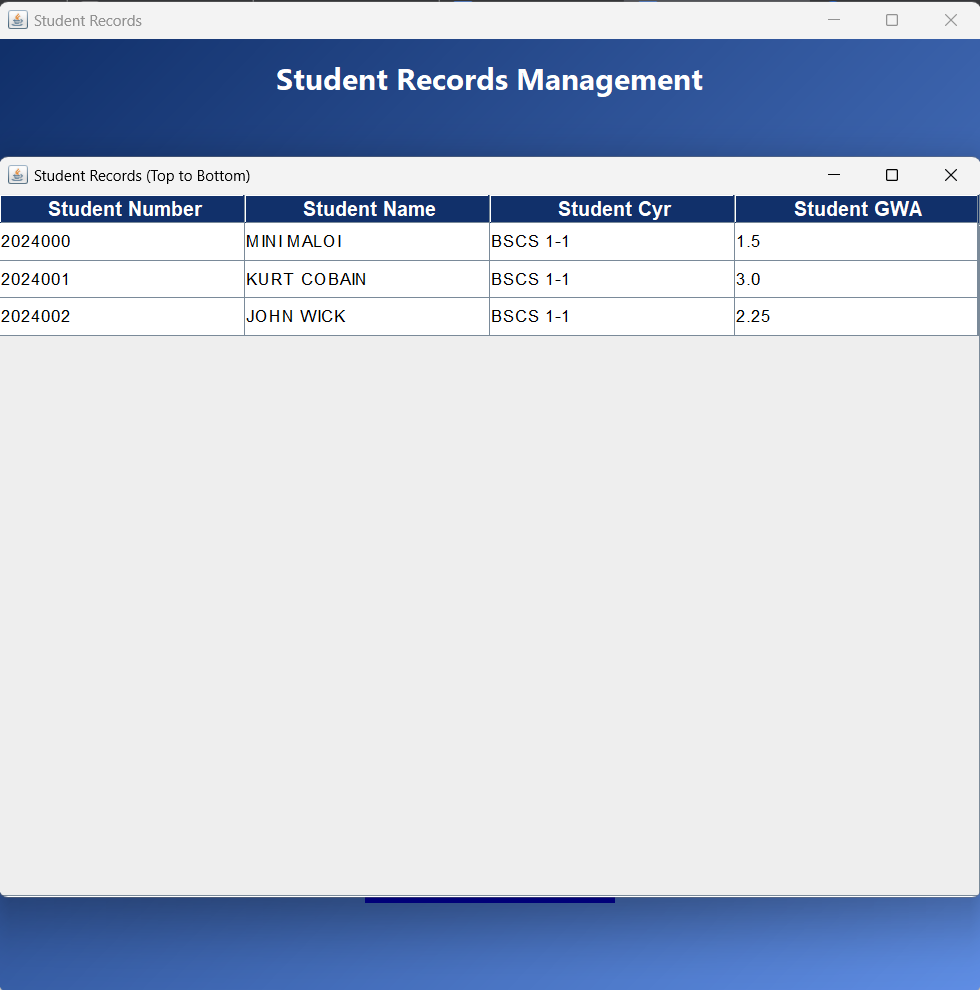 Student Records
Student Records Management
Student Records (Top to Bottom)
Student Number Student Name Student Cyr Student GWA
2024000 MINI MALOI BSCS 1-1 1.5
2024001 KURT COBAIN BSCS 1-1 3.0
2024002 JOHN WICK BSCS 1-1 2.25